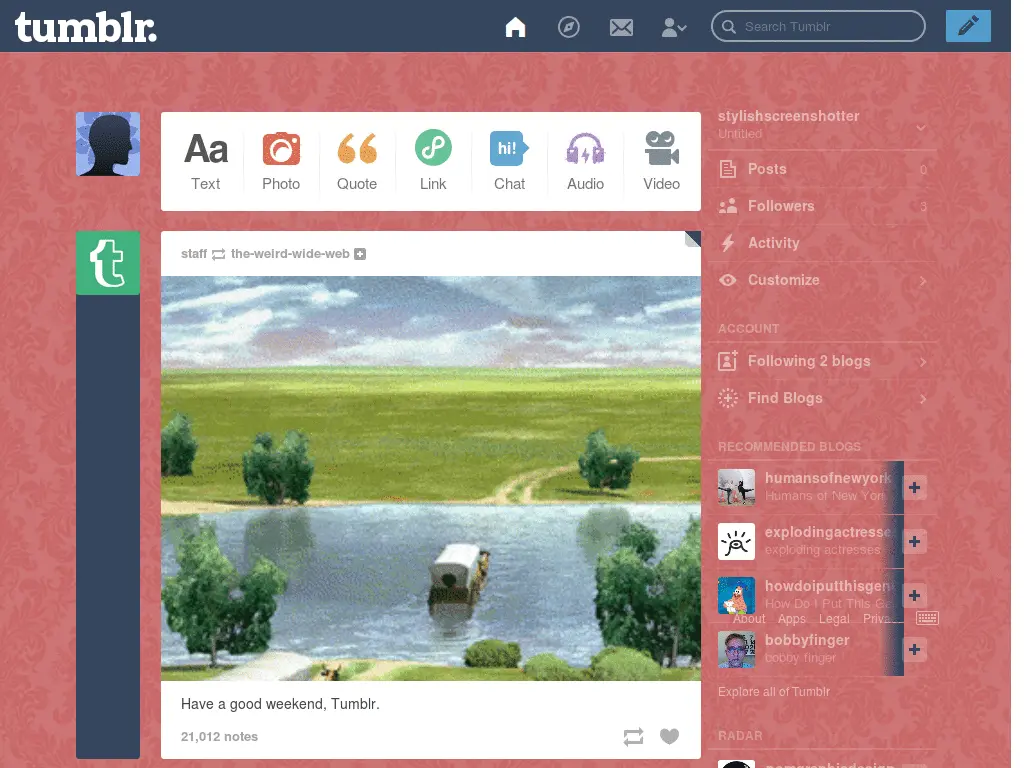 tumblr.
Search Tumblr
Aa
Text
Photo
Quote
Link
hi!
Chat
Audio
Video
staff the-weird-wide-web
Have a good weekend, Tumblr.
21,012 notes
stylishscreenshotter
Untitled
Posts 0
Followers 3
Activity
Customize
ACCOUNT
Following 2 blogs
Find Blogs
RECOMMENDED BLOGS
humansofnewyork
Humans of New Yor
explodingactresse
exploding actresses
howdoiputthisgen
How Do I Put This Ge
About Apps Legal Priva
bobbyfinger
bobby finger
Explore all of Tumblr
RADAR